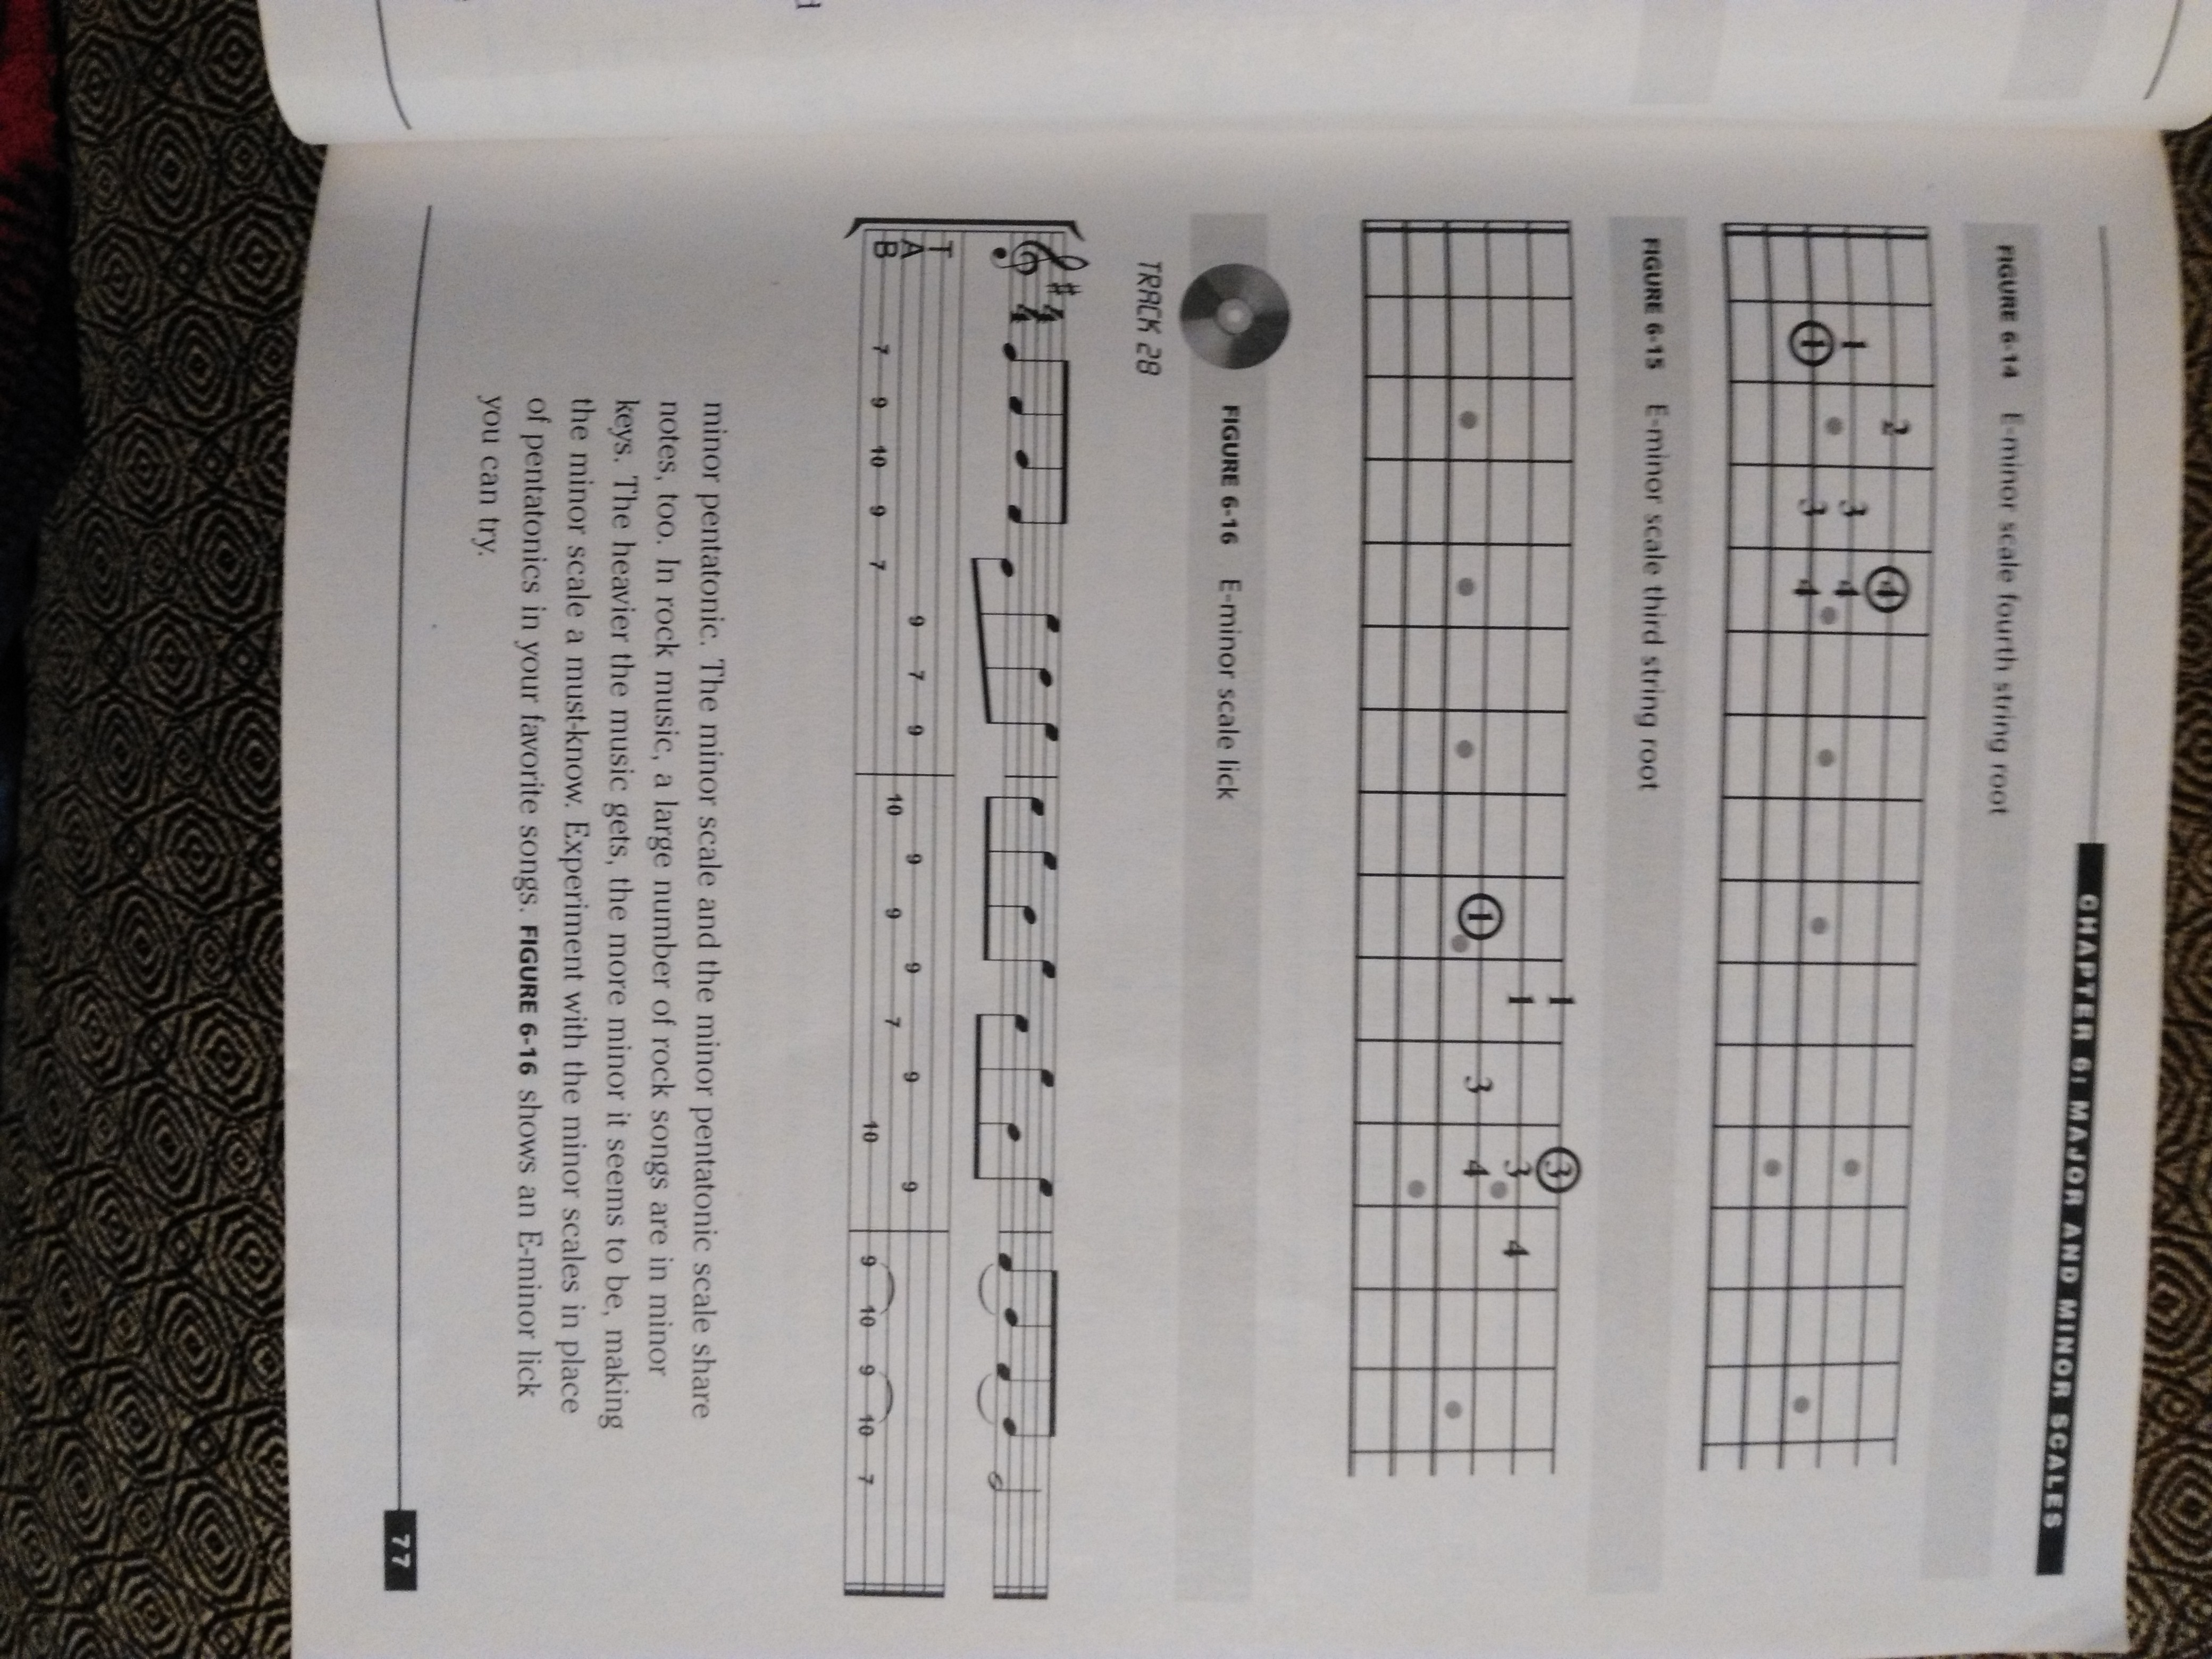 CHAPTER 6: MAJOR AND MINOR SCALES
FIGURE 6-14 E-minor scale fourth string root
2 4
1 3 4
1 3 4
FIGURE 6-15 E-minor scale third string root
1 3
1 3 4
1 3 4
FIGURE 6-16 E-minor scale lick
TRACK 28
4
4
T
A
B
7 9 10 9 7 9 7 9 10 9 9 9 7 9 10 9 9 10 9 10 7
minor pentatonic. The minor scale and the minor pentatonic scale share
notes, too. In rock music, a large number of rock songs are in minor
keys. The heavier the music gets, the more minor it seems to be, making
the minor scale a must-know. Experiment with the minor scales in place
of pentatonics in your favorite songs. FIGURE 6-16 shows an E-minor lick
you can try.
77